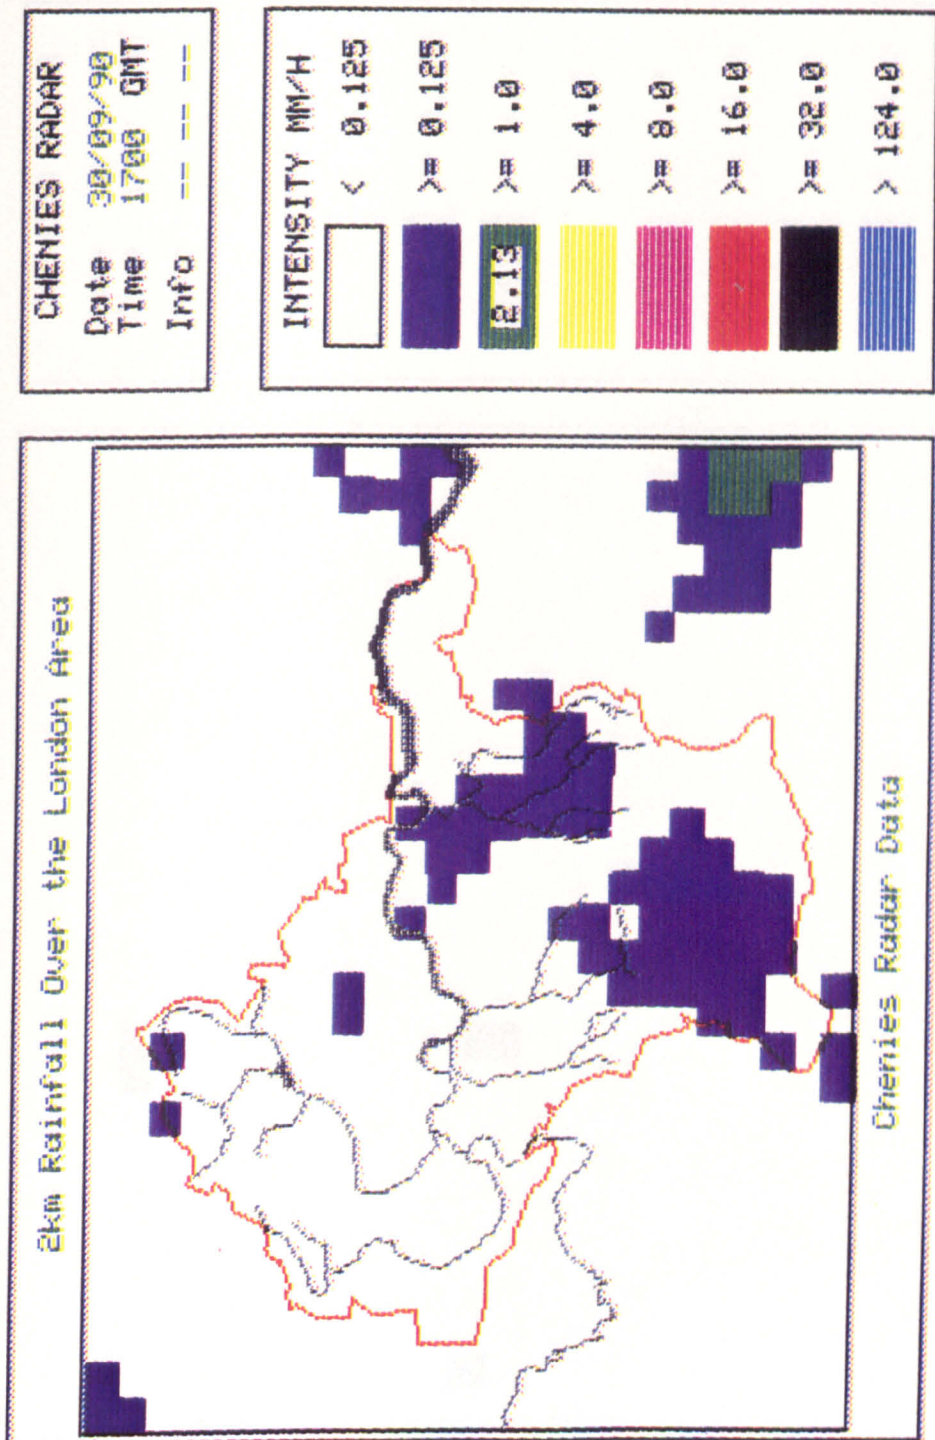 2km Rainfall Over the London Area
Chenies Radar Data
CHENIES RADAR
Date 30/09/90
Time 1700 GMT
Info -- -- --
INTENSITY MM/H
< 0.125
>= 0.125
2.13 >= 1.0
>= 4.0
>= 8.0
>= 16.0
>= 32.0
> 124.0